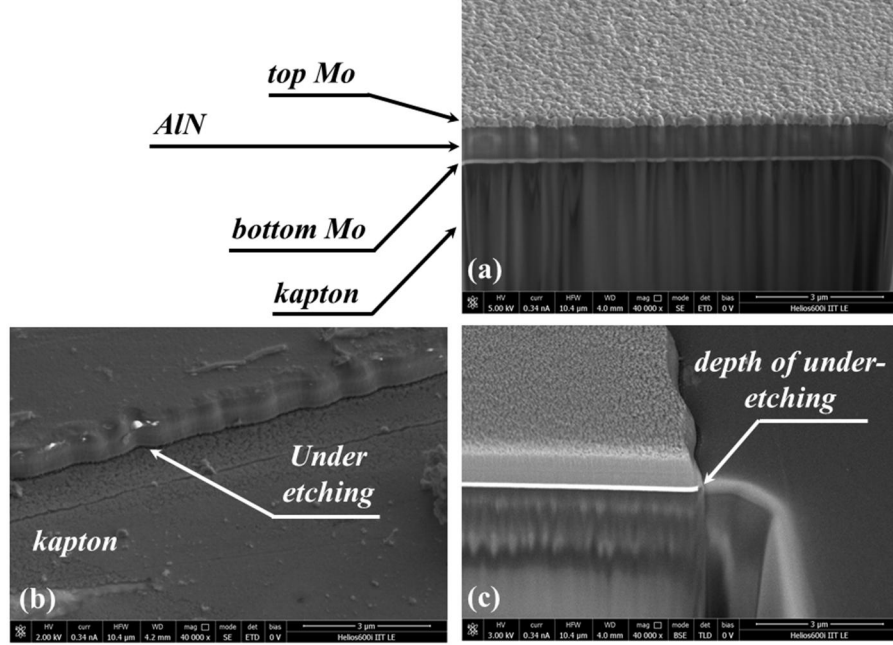 top Mo
AlN
bottom Mo
kapton
(a)
HV curr HFW WD mag □ mode det bias
5.00 kV 0.34 nA 10.4 µm 4.0 mm 40 000 x SE ETD 0 V
3 µm
Helios600i IIT LE
Under
etching
kapton
(b)
HV curr HFW WD mag □ mode det bias
2.00 kV 0.34 nA 10.4 µm 4.2 mm 40 000 x SE ETD 0 V
3 µm
Helios600i IIT LE
depth of under-
etching
(c)
HV curr HFW WD mag □ mode det bias
3.00 kV 0.34 nA 10.4 µm 4.0 mm 40 000 x BSE TLD 0 V
3 µm
Helios600i IIT LE